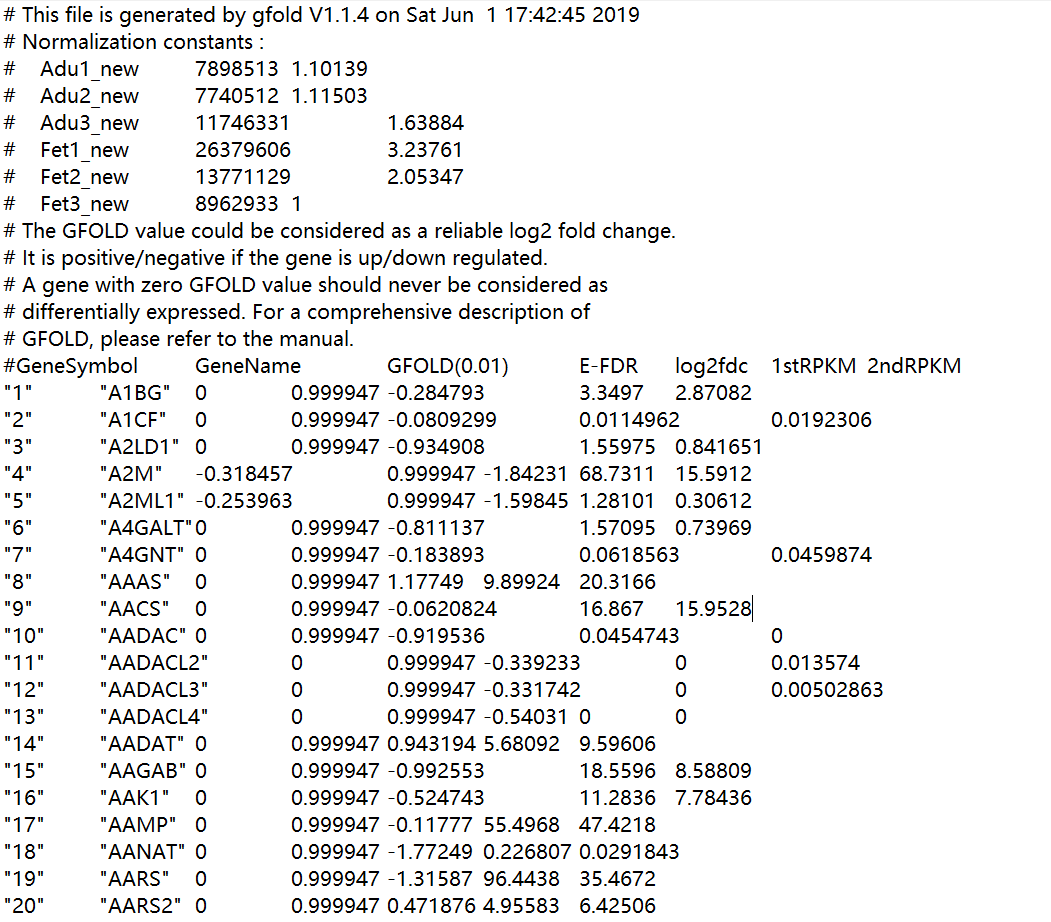 # This file is generated by gfold V1.1.4 on Sat Jun  1 17:42:45 2019
# Normalization constants :
#    Adu1_new    7898513    1.10139
#    Adu2_new    7740512    1.11503
#    Adu3_new    11746331    1.63884
#    Fet1_new    26379606    3.23761
#    Fet2_new    13771129    2.05347
#    Fet3_new    8962933    1
# The GFOLD value could be considered as a reliable log2 fold change.
# It is positive/negative if the gene is up/down regulated.
# A gene with zero GFOLD value should never be considered as
# differentially expressed. For a comprehensive description of
# GFOLD, please refer to the manual.
#GeneSymbol    GeneName    GFOLD(0.01)    E-FDR    log2fdc    1stRPKM    2ndRPKM
"1"    "A1BG"    0    0.999947    -0.284793    3.3497    2.87082
"2"    "A1CF"    0    0.999947    -0.0809299    0.0114962    0.0192306
"3"    "A2LD1"    0    0.999947    -0.934908    1.55975    0.841651
"4"    "A2M"    -0.318457    0.999947    -1.84231    68.7311    15.5912
"5"    "A2ML1"    -0.253963    0.999947    -1.59845    1.28101    0.30612
"6"    "A4GALT"    0    0.999947    -0.811137    1.57095    0.73969
"7"    "A4GNT"    0    0.999947    -0.183893    0.0618563    0.0459874
"8"    "AAAS"    0    0.999947    1.17749    9.89924    20.3166
"9"    "AACS"    0    0.999947    -0.0620824    16.867    15.9528
"10"    "AADAC"    0    0.999947    -0.919536    0.0454743    0
"11"    "AADACL2"    0    0.999947    -0.339233    0    0.013574
"12"    "AADACL3"    0    0.999947    -0.331742    0    0.00502863
"13"    "AADACL4"    0    0.999947    -0.54031    0    0
"14"    "AADAT"    0    0.999947    0.943194    5.68092    9.59606
"15"    "AAGAB"    0    0.999947    -0.992553    18.5596    8.58809
"16"    "AAK1"    0    0.999947    -0.524743    11.2836    7.78436
"17"    "AAMP"    0    0.999947    -0.11777    55.4968    47.4218
"18"    "AANAT"    0    0.999947    -1.77249    0.226807    0.0291843
"19"    "AARS"    0    0.999947    -1.31587    96.4438    35.4672
"20"    "AARS2"    0    0.999947    0.471876    4.95583    6.42506